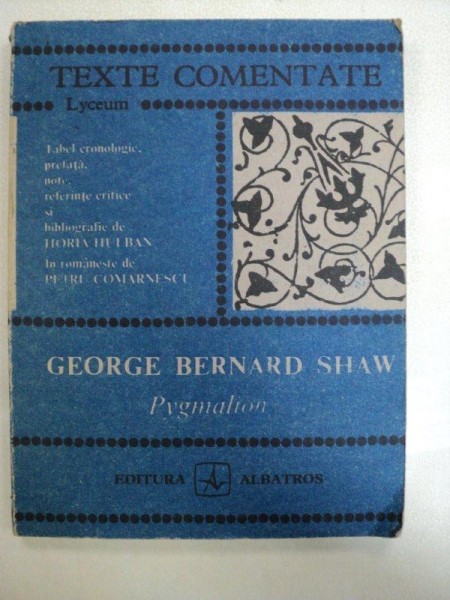 TEXTE COMENTATE
Lyceum
Tabel cronologic,
prefață,
note,
referințe critice
și
bibliografie de
HORIA HULBAN
În românește de
PETRU COMARNESCU
GEORGE BERNARD SHAW
Pygmalion
EDITURA ALBATROS